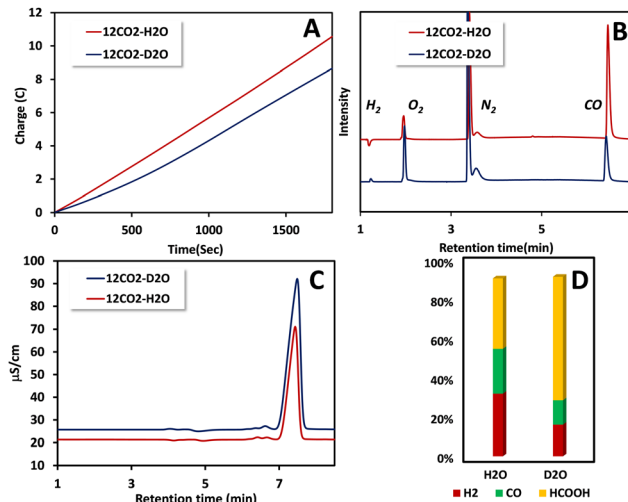 A
12CO2-H2O
12CO2-D2O
Charge (C)
12
10
8
6
4
2
0
0 500 1000 1500
Time(Sec)
B
12CO2-H2O
12CO2-D2O
Intensity
H2 O2 N2 CO
1 3 5
Retention time(min)
C
12CO2-D2O
12CO2-H2O
µS/cm
100
90
80
70
60
50
40
30
20
10
1 3 5 7
Retention time (min)
D
100%
80%
60%
40%
20%
0%
H2O D2O
H2 CO HCOOH